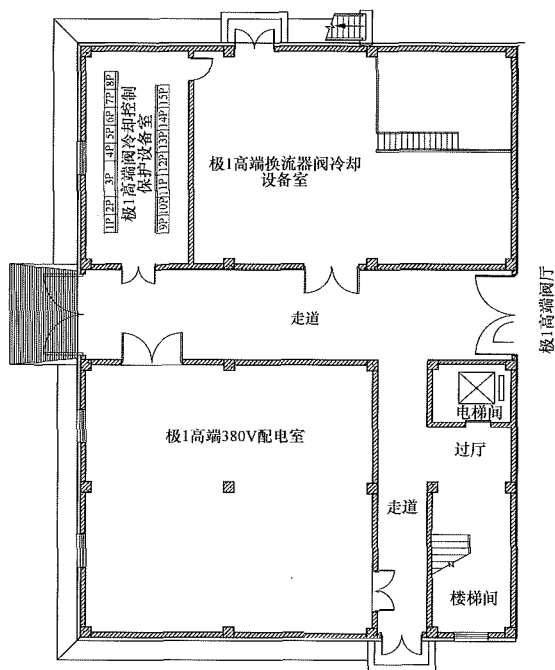 1P 2P 3P 4P 5P 6P 7P 8P
极1高端阀冷却控制
保护设备室
9P 10P 11P 12P 13P 14P 15P
极1高端换流器阀冷却
设备室
走道
极1高端阀厅
电梯间
极1高端380V配电室
过厅
走道
楼梯间